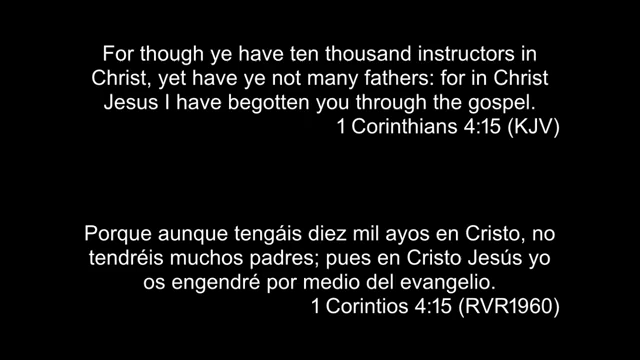 For though ye have ten thousand instructors in
Christ, yet have ye not many fathers: for in Christ
Jesus I have begotten you through the gospel.
1 Corinthians 4:15 (KJV)
Porque aunque tengáis diez mil ayos en Cristo, no
tendréis muchos padres; pues en Cristo Jesús yo
os engendré por medio del evangelio.
1 Corintios 4:15 (RVR1960)